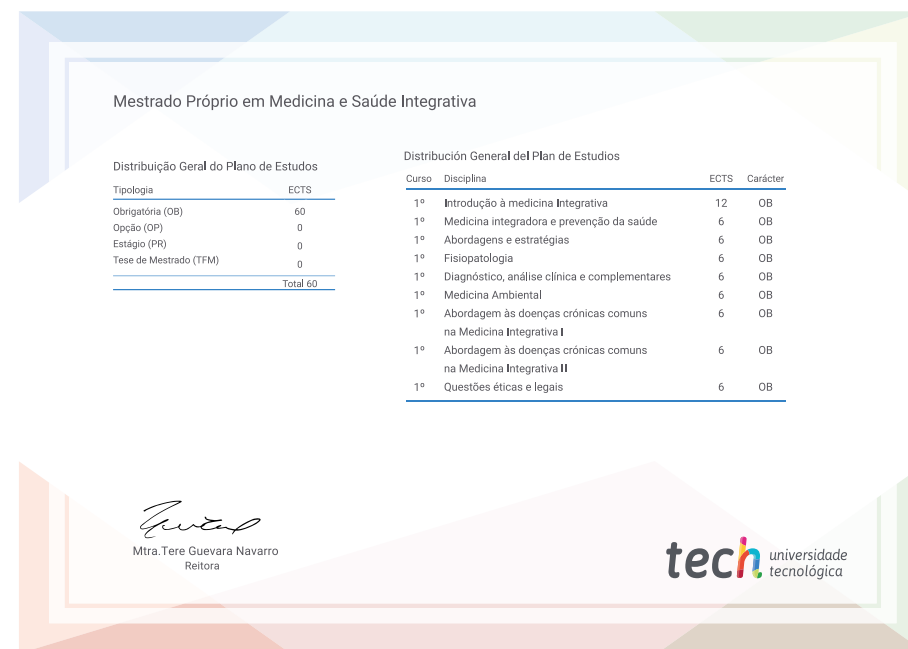 Mestrado Próprio em Medicina e Saúde Integrativa
Distribuição Geral do Plano de Estudos
Tipologia ECTS
Obrigatória (OB) 60
Opção (OP) 0
Estágio (PR) 0
Tese de Mestrado (TFM) 0
Total 60
Distribución General del Plan de Estudios
Curso Disciplina ECTS Carácter
1º Introdução à medicina Integrativa 12 OB
1º Medicina integradora e prevenção da saúde 6 OB
1º Abordagens e estratégias 6 OB
1º Fisiopatologia 6 OB
1º Diagnóstico, análise clínica e complementares 6 OB
1º Medicina Ambiental 6 OB
1º Abordagem às doenças crónicas comuns 6 OB
na Medicina Integrativa I
1º Abordagem às doenças crónicas comuns 6 OB
na Medicina Integrativa II
1º Questões éticas e legais 6 OB
Mtra.Tere Guevara Navarro
Reitora
tech universidade
tecnológica